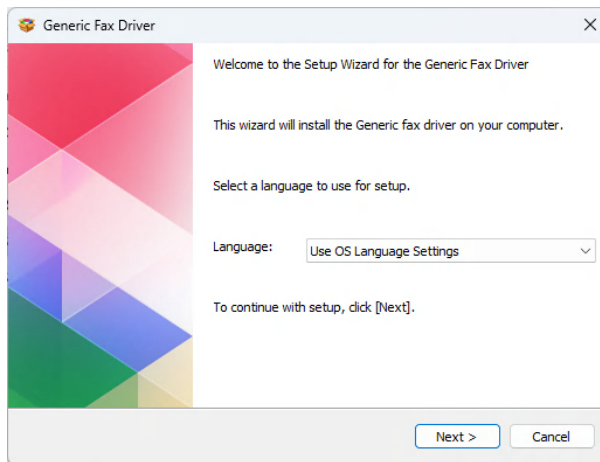 Generic Fax Driver
Welcome to the Setup Wizard for the Generic Fax Driver
This wizard will install the Generic fax driver on your computer.
Select a language to use for setup.
Language: Use OS Language Settings
To continue with setup, click [Next].
Next > Cancel